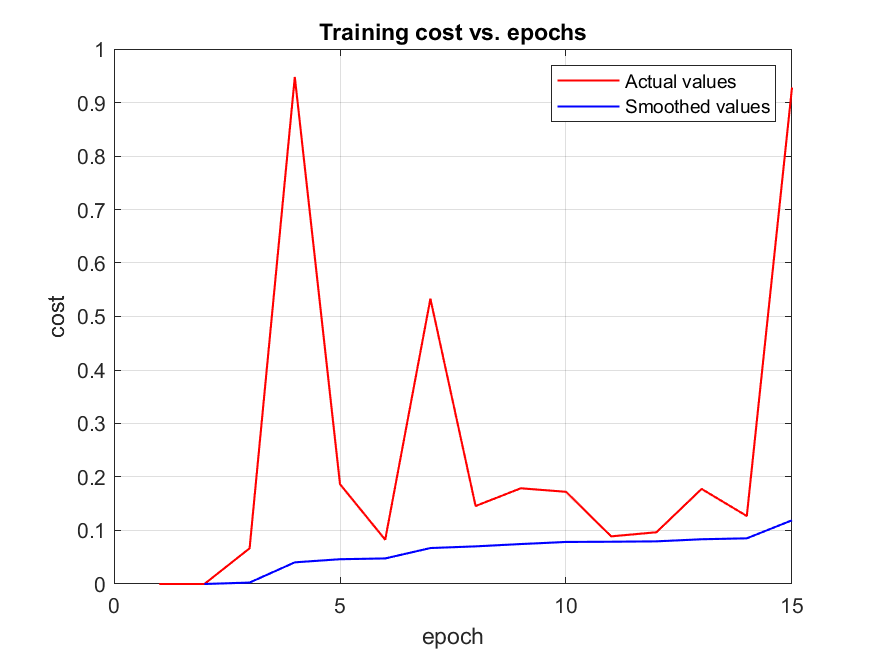 Training cost vs. epochs
Actual values
Smoothed values
cost
1
0.9
0.8
0.7
0.6
0.5
0.4
0.3
0.2
0.1
0
0 5 10 15
epoch